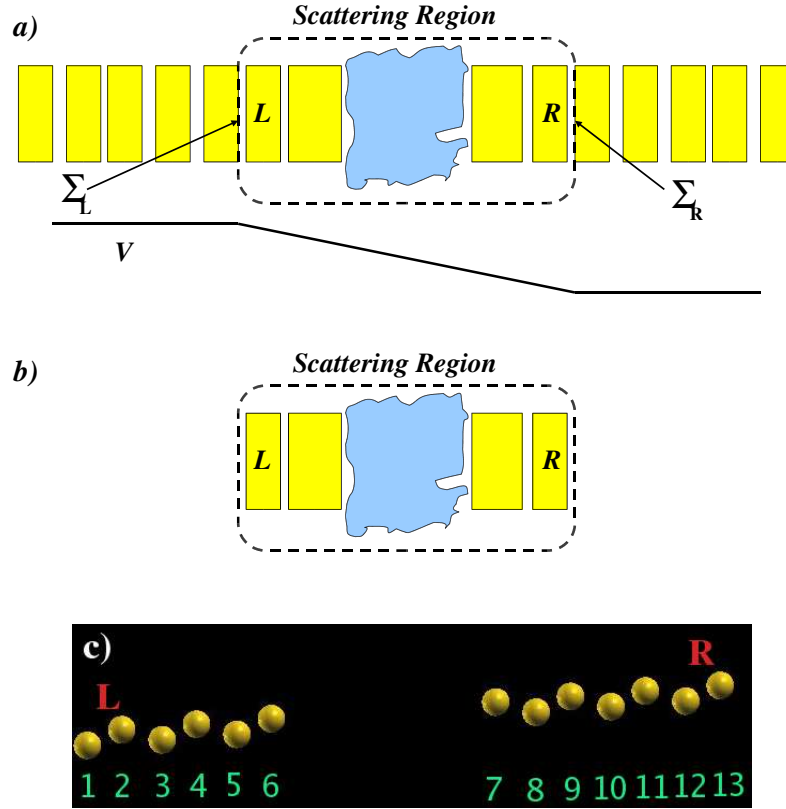 Scattering Region
a)
L R
Σ_L Σ_R
V
Scattering Region
b)
L R
c)
L R
1 2 3 4 5 6 7 8 9 10 11 12 13